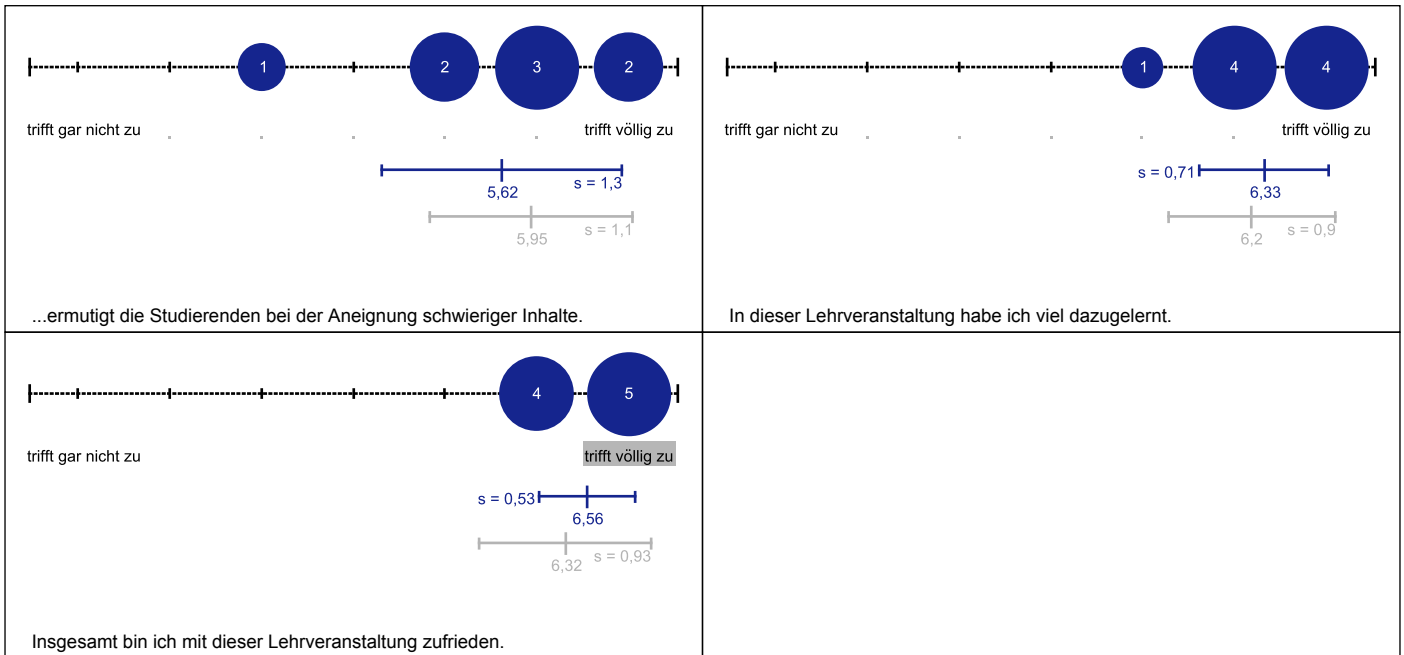 1 2 3 2
trifft gar nicht zu trifft völlig zu
s = 1,3
5,62
s = 1,1
5,95
...ermutigt die Studierenden bei der Aneignung schwieriger Inhalte.
1 4 4
trifft gar nicht zu trifft völlig zu
s = 0,71
6,33
s = 0,9
6,2
In dieser Lehrveranstaltung habe ich viel dazugelernt.
4 5
trifft gar nicht zu trifft völlig zu
s = 0,53
6,56
s = 0,93
6,32
Insgesamt bin ich mit dieser Lehrveranstaltung zufrieden.